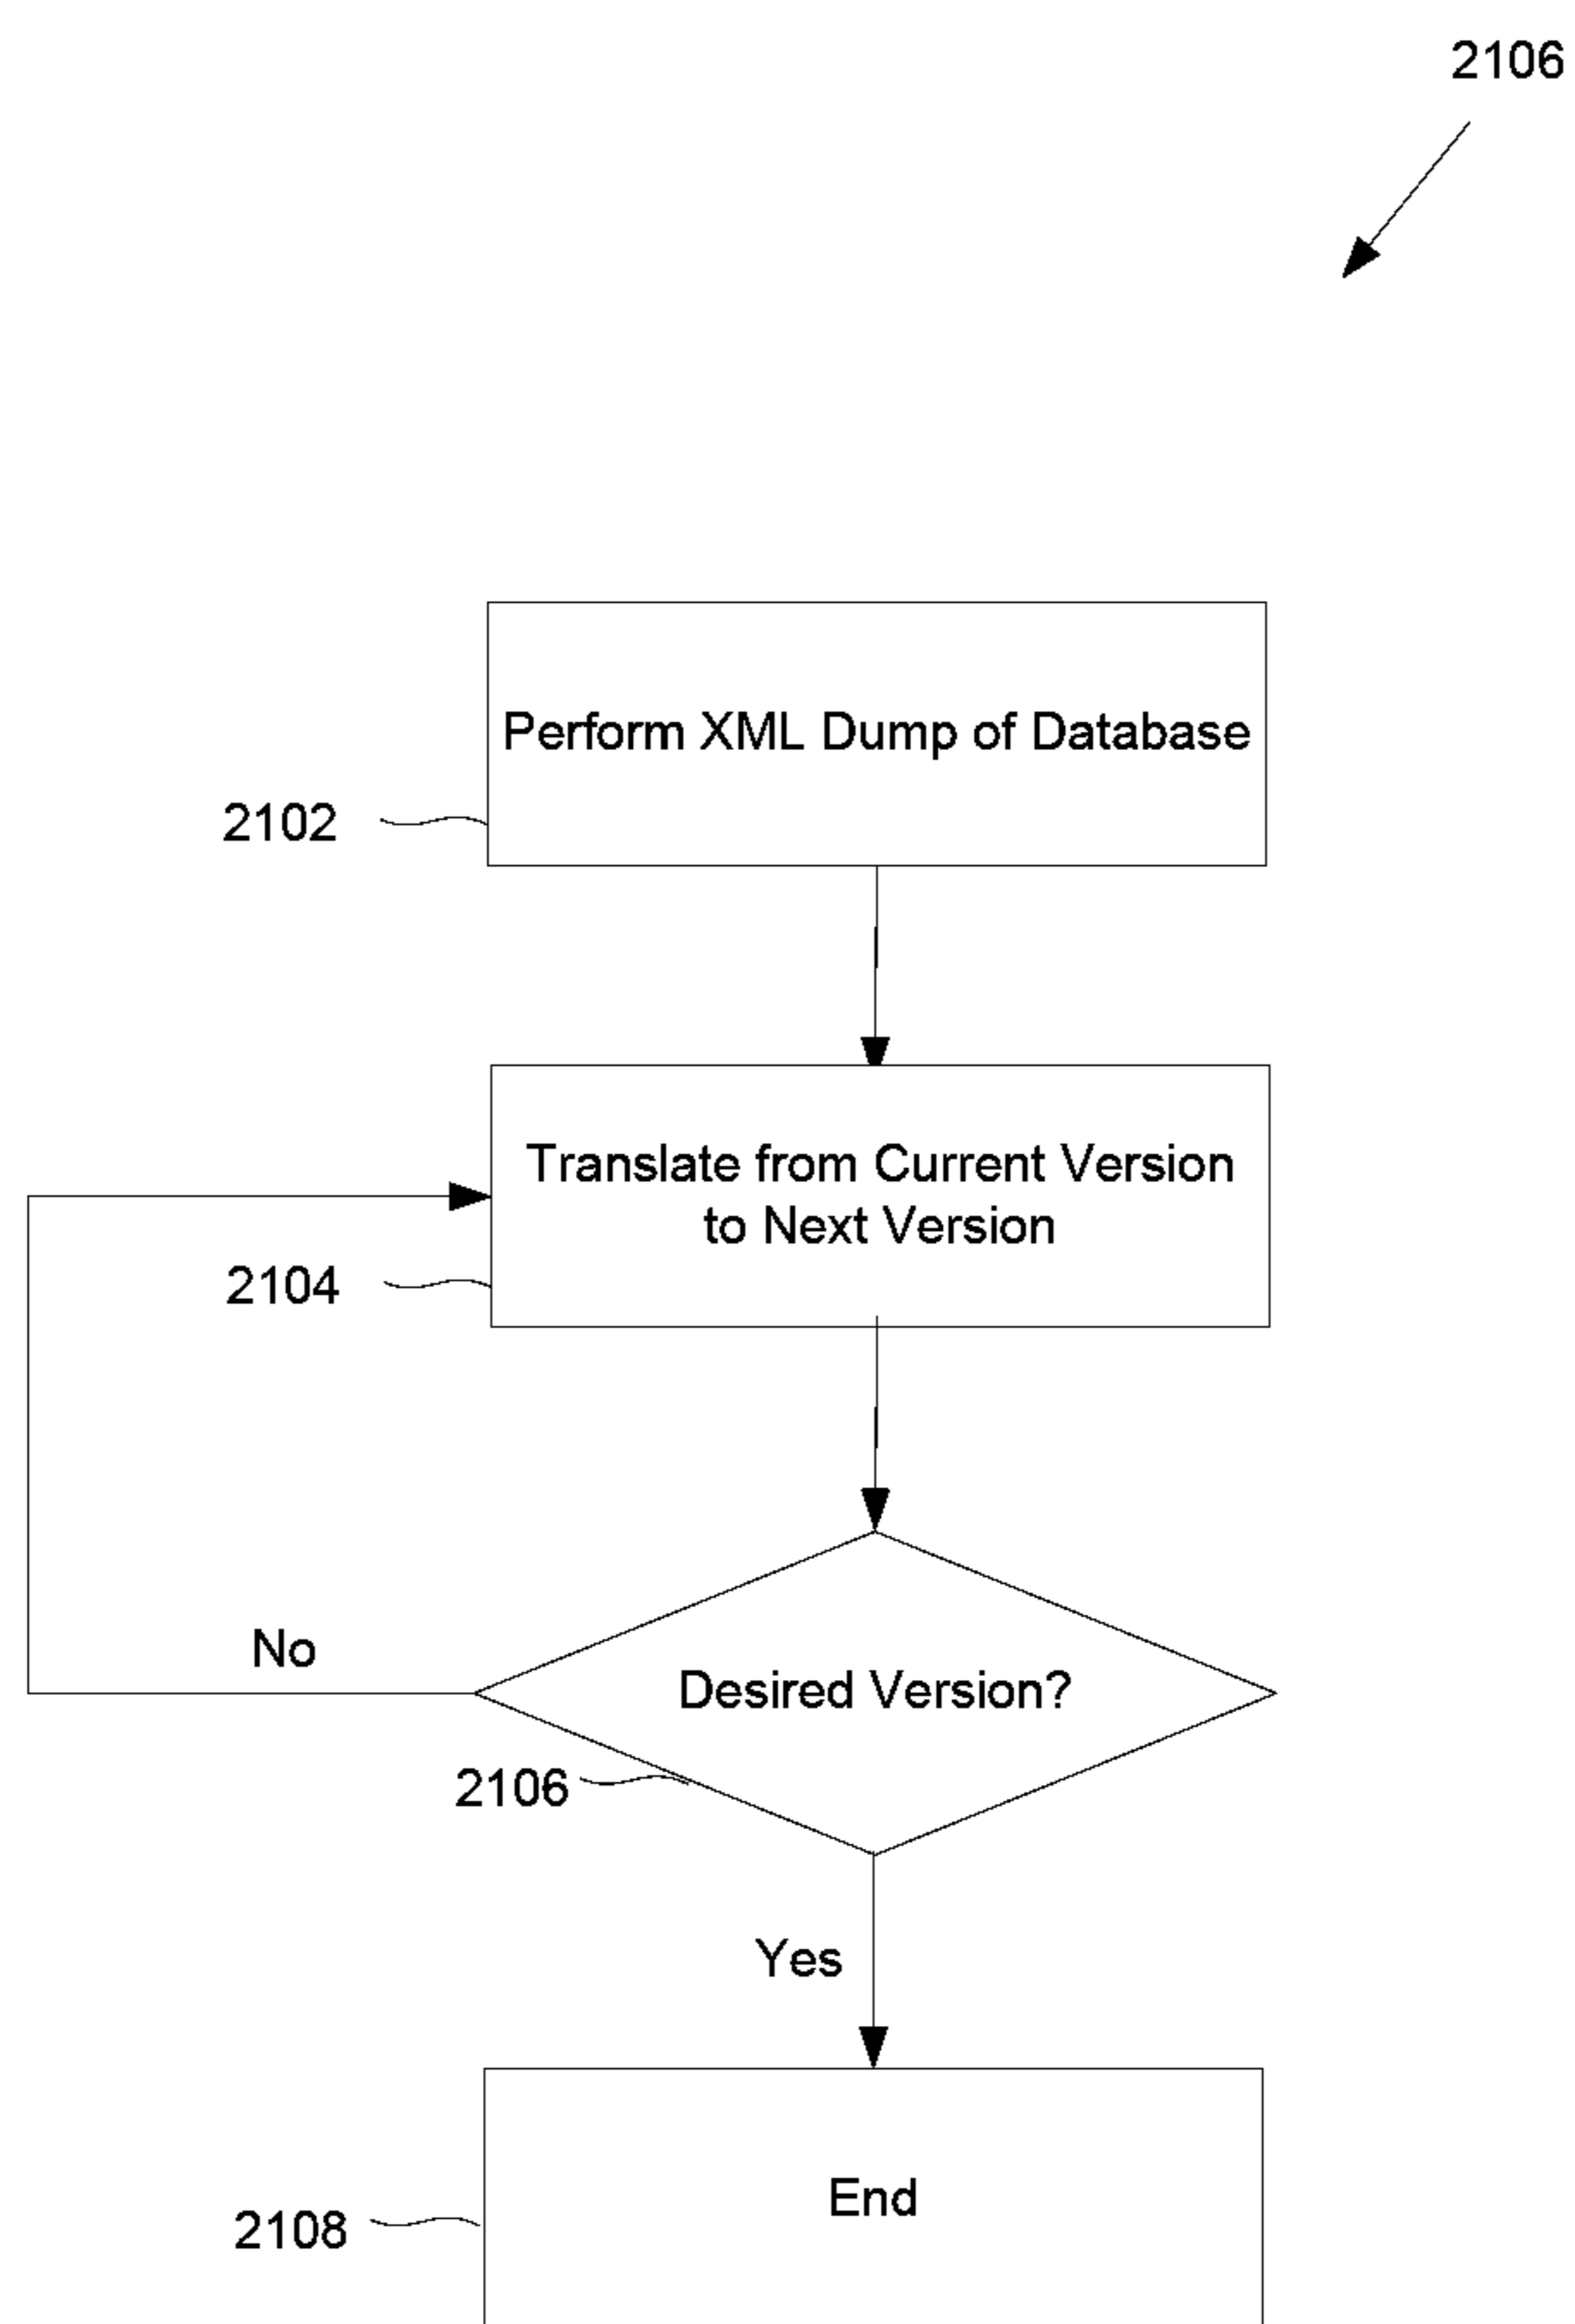 2106
Perform XML Dump of Database
2102
Translate from Current Version
to Next Version
2104
No
Desired Version?
2106
Yes
End
2108